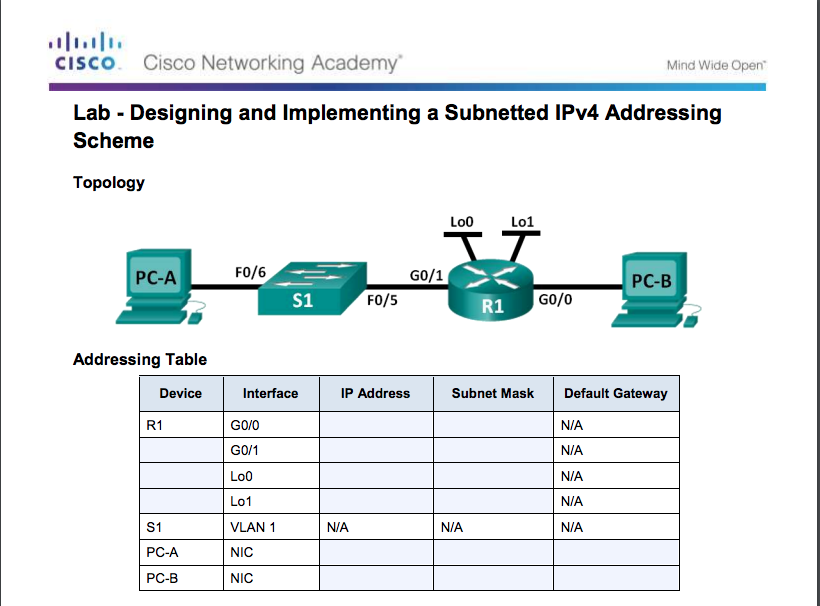 CISCO
Cisco Networking Academy®
Mind Wide Open™
Lab - Designing and Implementing a Subnetted IPv4 Addressing
Scheme
Topology
Lo0 Lo1
PC-A F0/6 S1 F0/5 G0/1 R1 G0/0 PC-B
Addressing Table
Device Interface IP Address Subnet Mask Default Gateway
R1 G0/0 N/A
G0/1 N/A
Lo0 N/A
Lo1 N/A
S1 VLAN 1 N/A N/A N/A
PC-A NIC
PC-B NIC